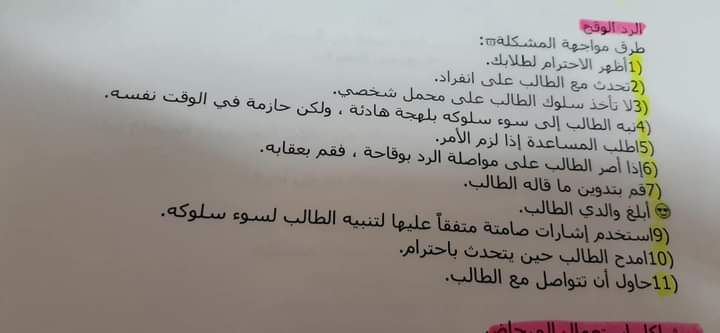 الرد الوقح
طرق مواجهة المشكلة:
1)أظهر الاحترام لطلابك.
2)تحدث مع الطالب على انفراد.
3)لا تأخذ سلوك الطالب على محمل شخصي.
4)نبه الطالب إلى سوء سلوكه بلهجة هادئة ، ولكن حازمة في الوقت نفسه.
5)اطلب المساعدة إذا لزم الأمر.
6)إذا أصر الطالب على مواصلة الرد بوقاحة ، فقم بعقابه.
7)قم بتدوين ما قاله الطالب.
😎 أبلغ والدي الطالب.
9)استخدم إشارات صامتة متفقاً عليها لتنبيه الطالب لسوء سلوكه.
10)امدح الطالب حين يتحدث باحترام.
11)حاول أن تتواصل مع الطالب.